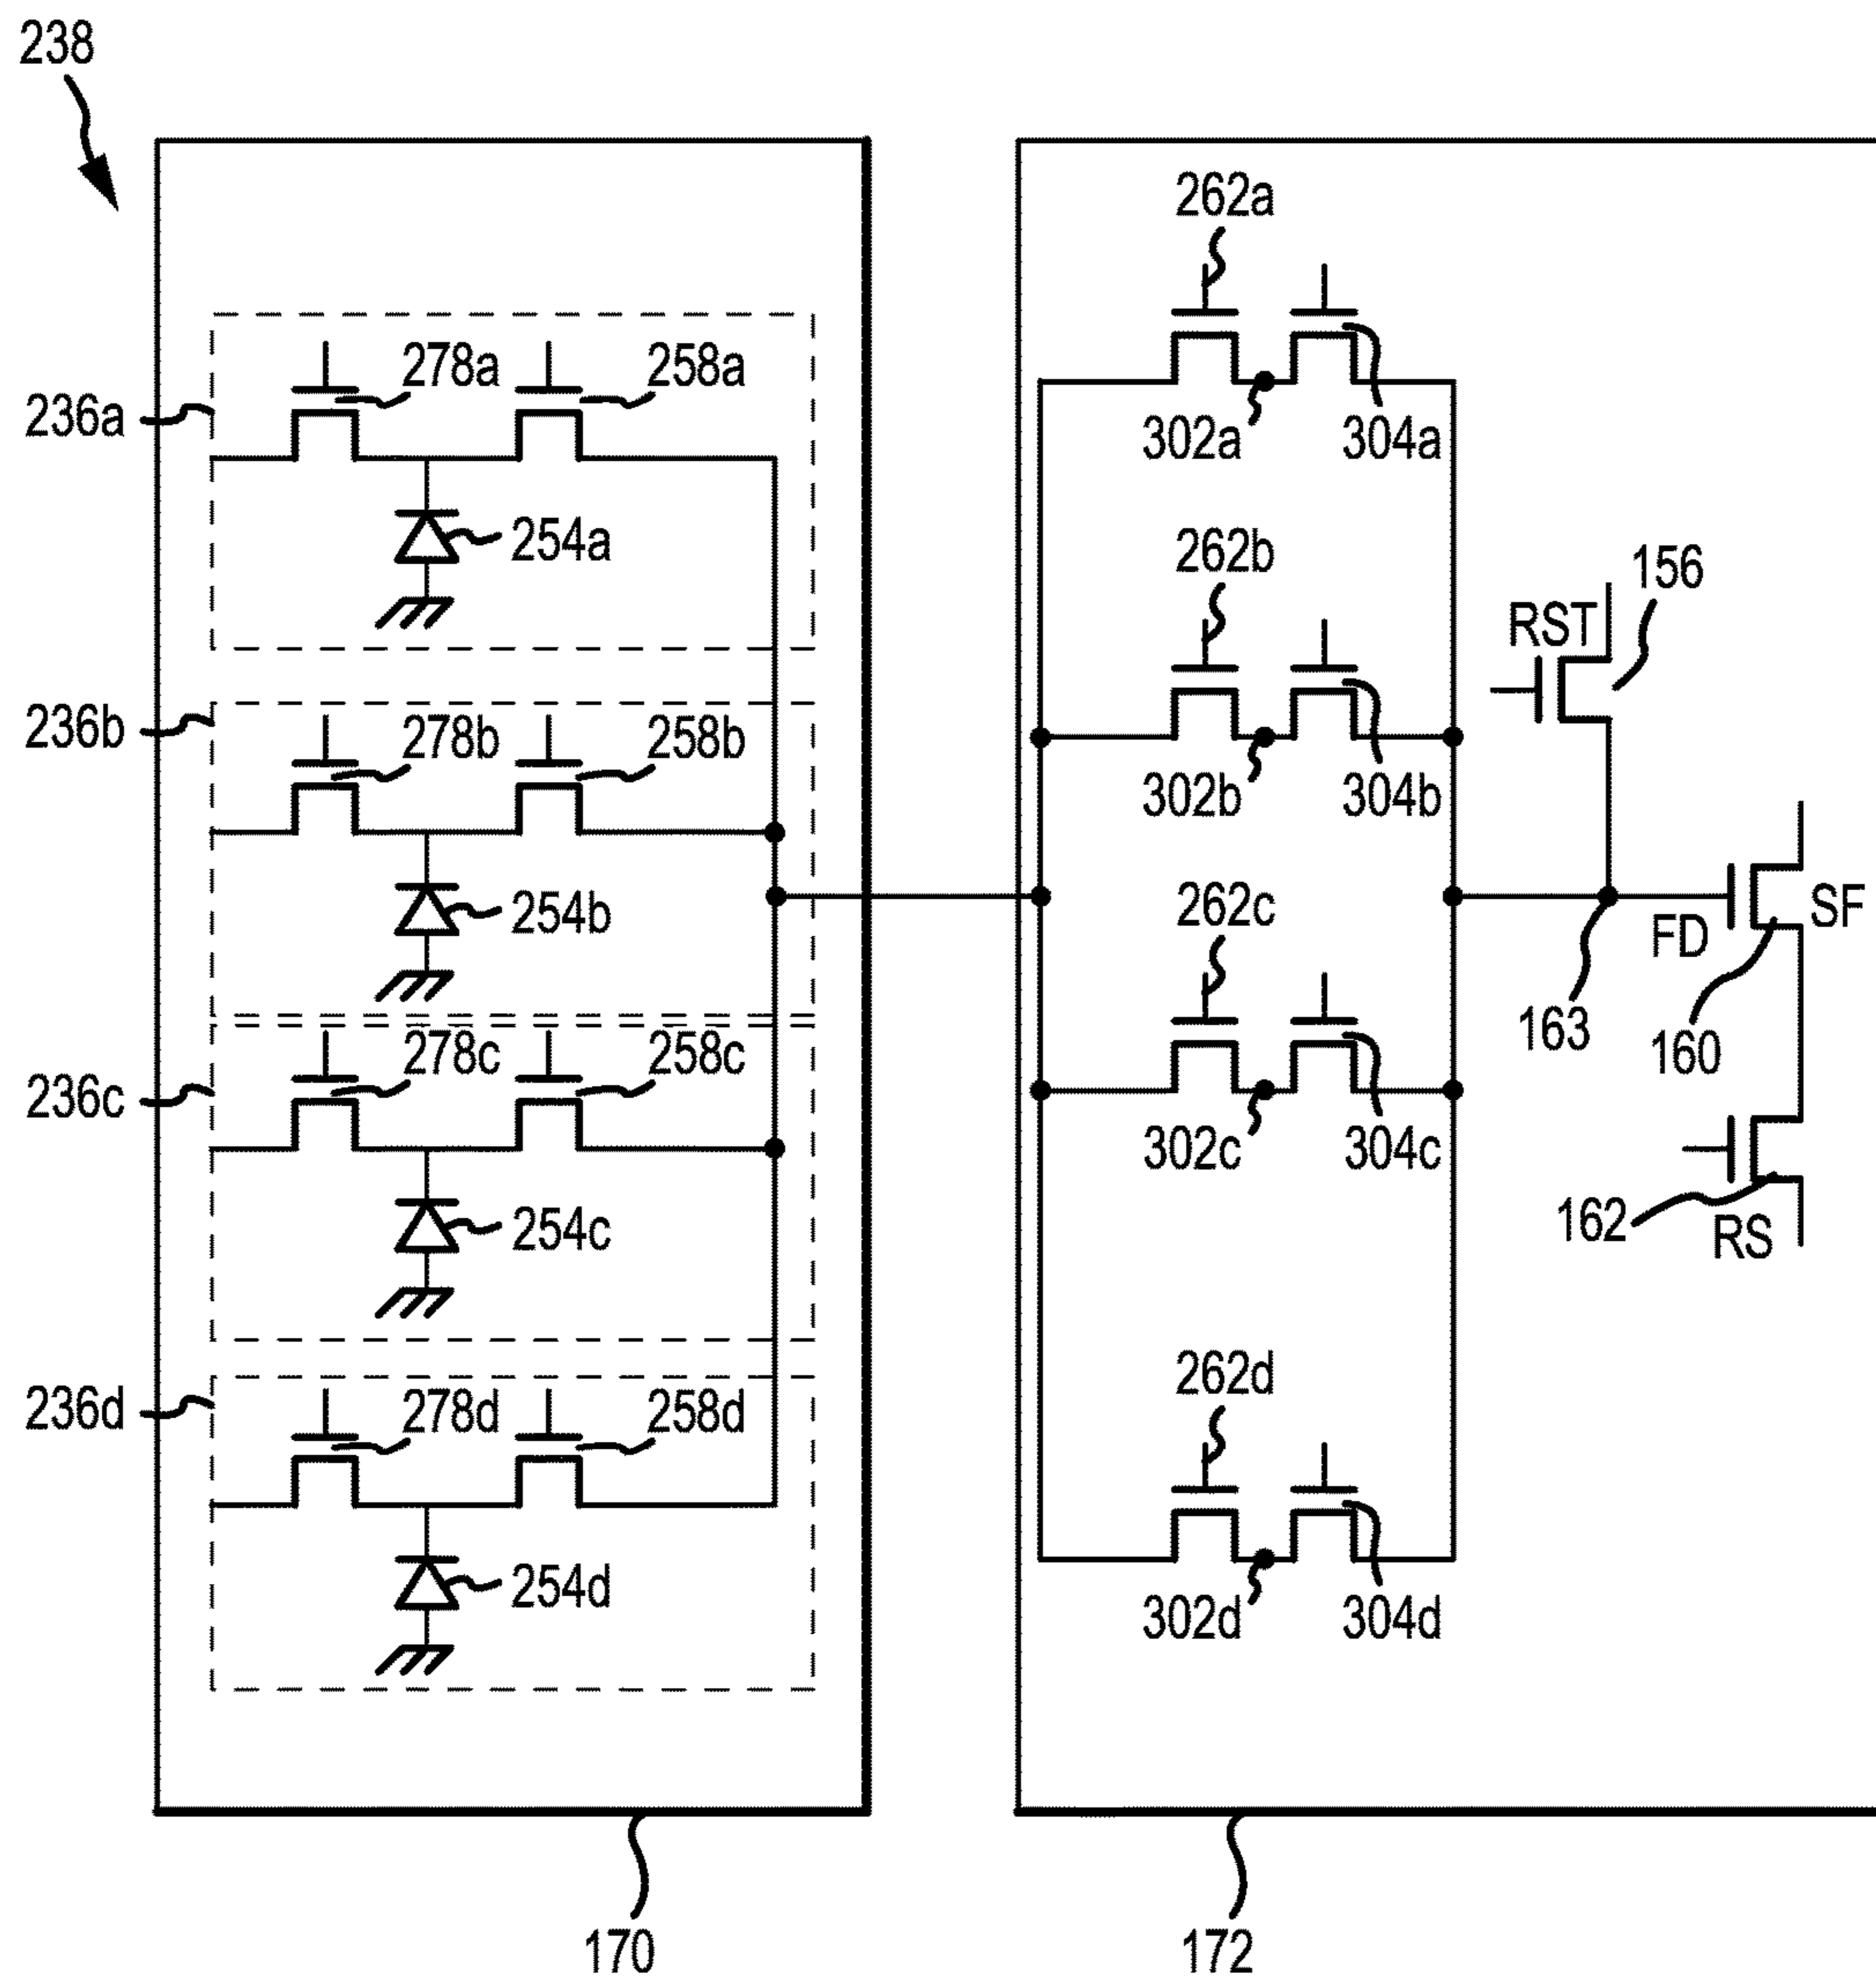 238
262a
278a
258a
236a
302a
304a
254a
262b
156
RST
236b
278b
258b
302b
304b
254b
262c
SF
FD
163
160
278c
258c
236c
302c
304c
254c
162
RS
262d
236d
278d
258d
254d
302d
304d
170
172